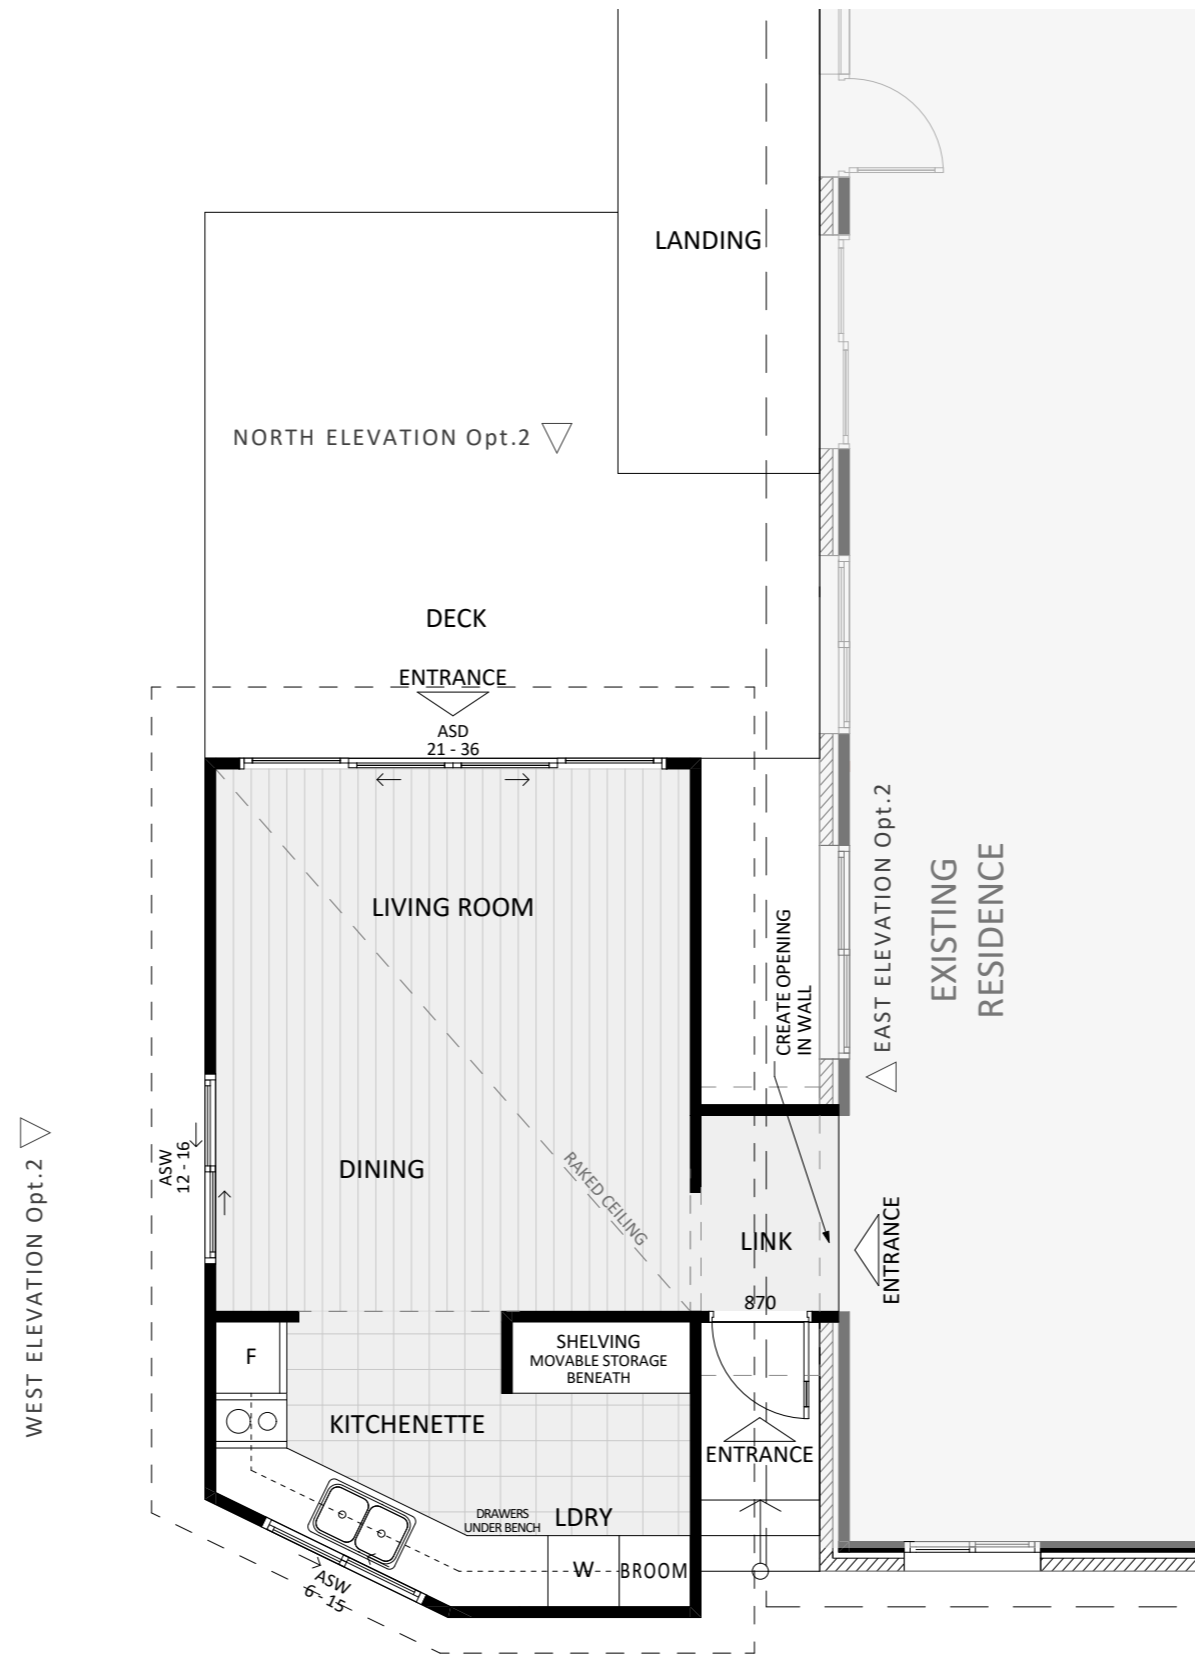 LANDING
NORTH ELEVATION Opt.2
DECK
ENTRANCE
ASD
21 - 36
LIVING ROOM
CREATE OPENING
IN WALL
EAST ELEVATION Opt.2
EXISTING
RESIDENCE
WEST ELEVATION Opt.2
ASW
12 - 16
DINING
RAKED CEILING
LINK
ENTRANCE
870
F
SHELVING
MOVABLE STORAGE
BENEATH
KITCHENETTE
ENTRANCE
DRAWERS
UNDER BENCH
LDRY
W
BROOM
ASW
6 - 15